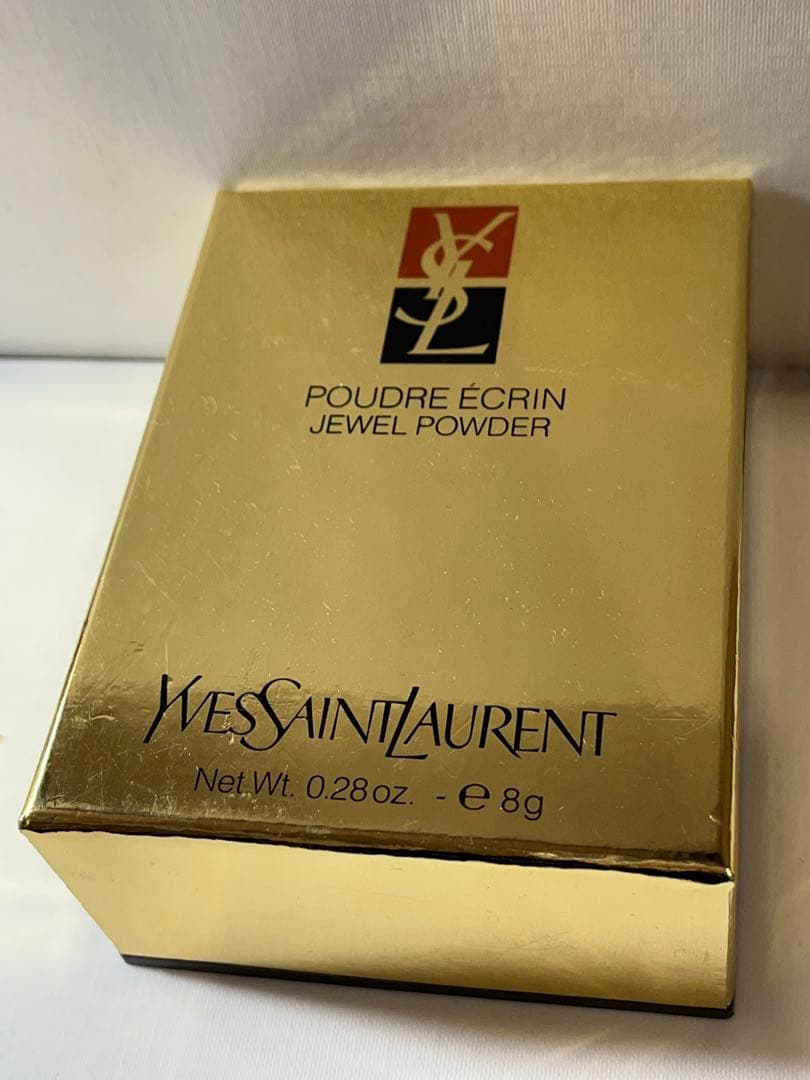 YSL
POUDRE ÉCRIN
JEWEL POWDER
YVESSAINTLAURENT
Net Wt. 0.28 oz. - e 8g